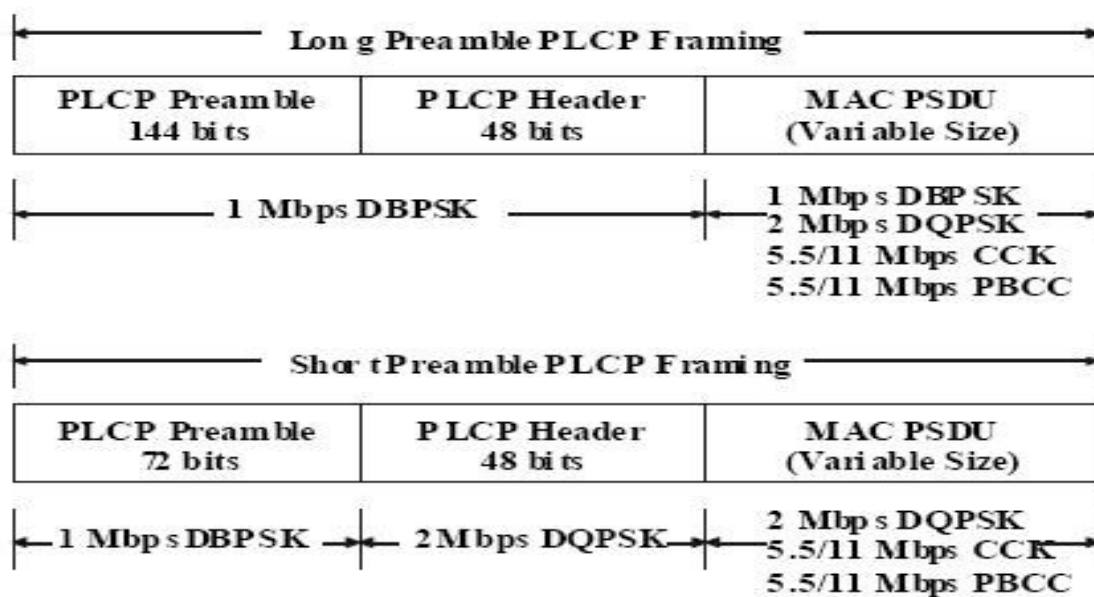 Long Preamble PLCP Framing
PLCP Preamble
144 bits
PLCP Header
48 bits
MAC PSDU
(Variable Size)
1 Mbps DBPSK
1 Mbps DBPSK
2 Mbps DQPSK
5.5/11 Mbps CCK
5.5/11 Mbps PBCC
Short Preamble PLCP Framing
PLCP Preamble
72 bits
PLCP Header
48 bits
MAC PSDU
(Variable Size)
1 Mbps DBPSK
2 Mbps DQPSK
2 Mbps DQPSK
5.5/11 Mbps CCK
5.5/11 Mbps PBCC